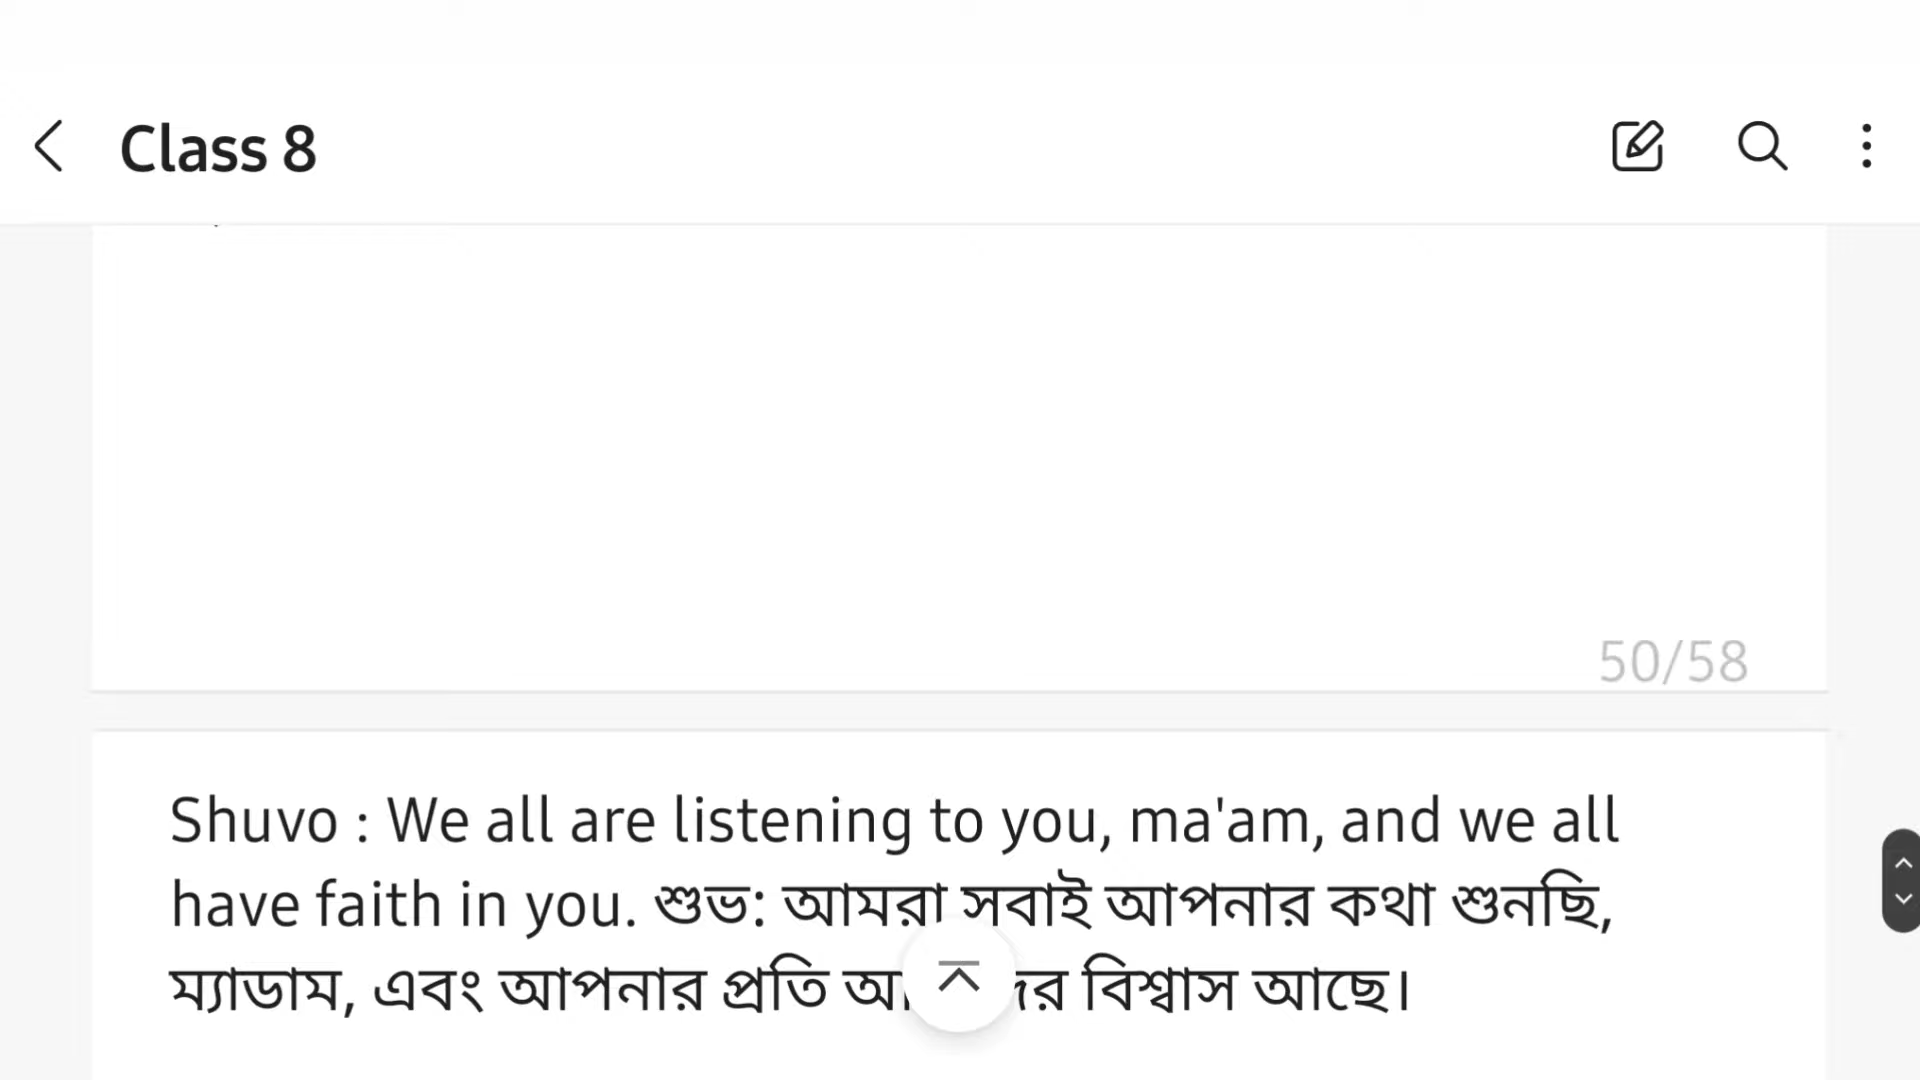 Class 8
50/58
Shuvo : We all are listening to you, ma'am, and we all
have faith in you. শুভ: আমরা সবাই আপনার কথা শুনছি,
ম্যাডাম, এবং আপনার প্রতি বিশ্বাস আছে।